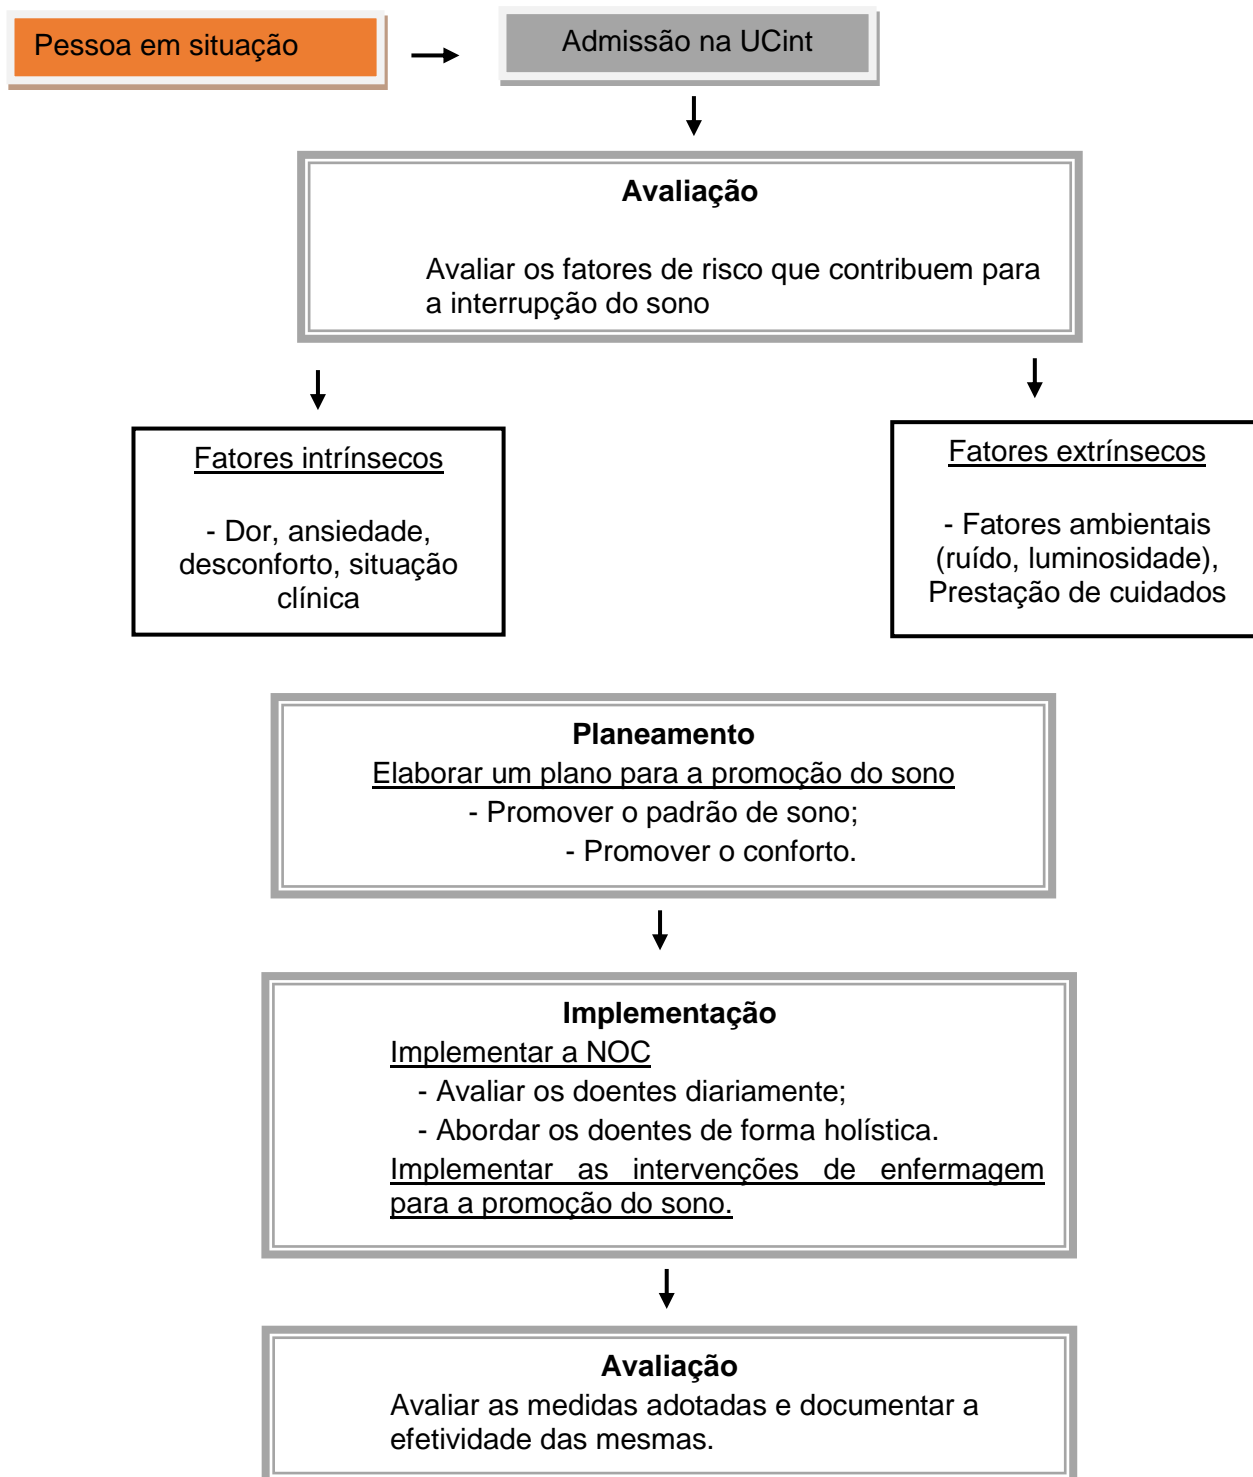 Pessoa em situação
Admissão na UCint
Avaliação
Avaliar os fatores de risco que contribuem para
a interrupção do sono
Fatores intrínsecos
- Dor, ansiedade,
desconforto, situação
clínica
Fatores extrínsecos
- Fatores ambientais
(ruído, luminosidade),
Prestação de cuidados
Planeamento
Elaborar um plano para a promoção do sono
- Promover o padrão de sono;
- Promover o conforto.
Implementação
Implementar a NOC
- Avaliar os doentes diariamente;
- Abordar os doentes de forma holística.
Implementar as intervenções de enfermagem
para a promoção do sono.
Avaliação
Avaliar as medidas adotadas e documentar a
efetividade das mesmas.